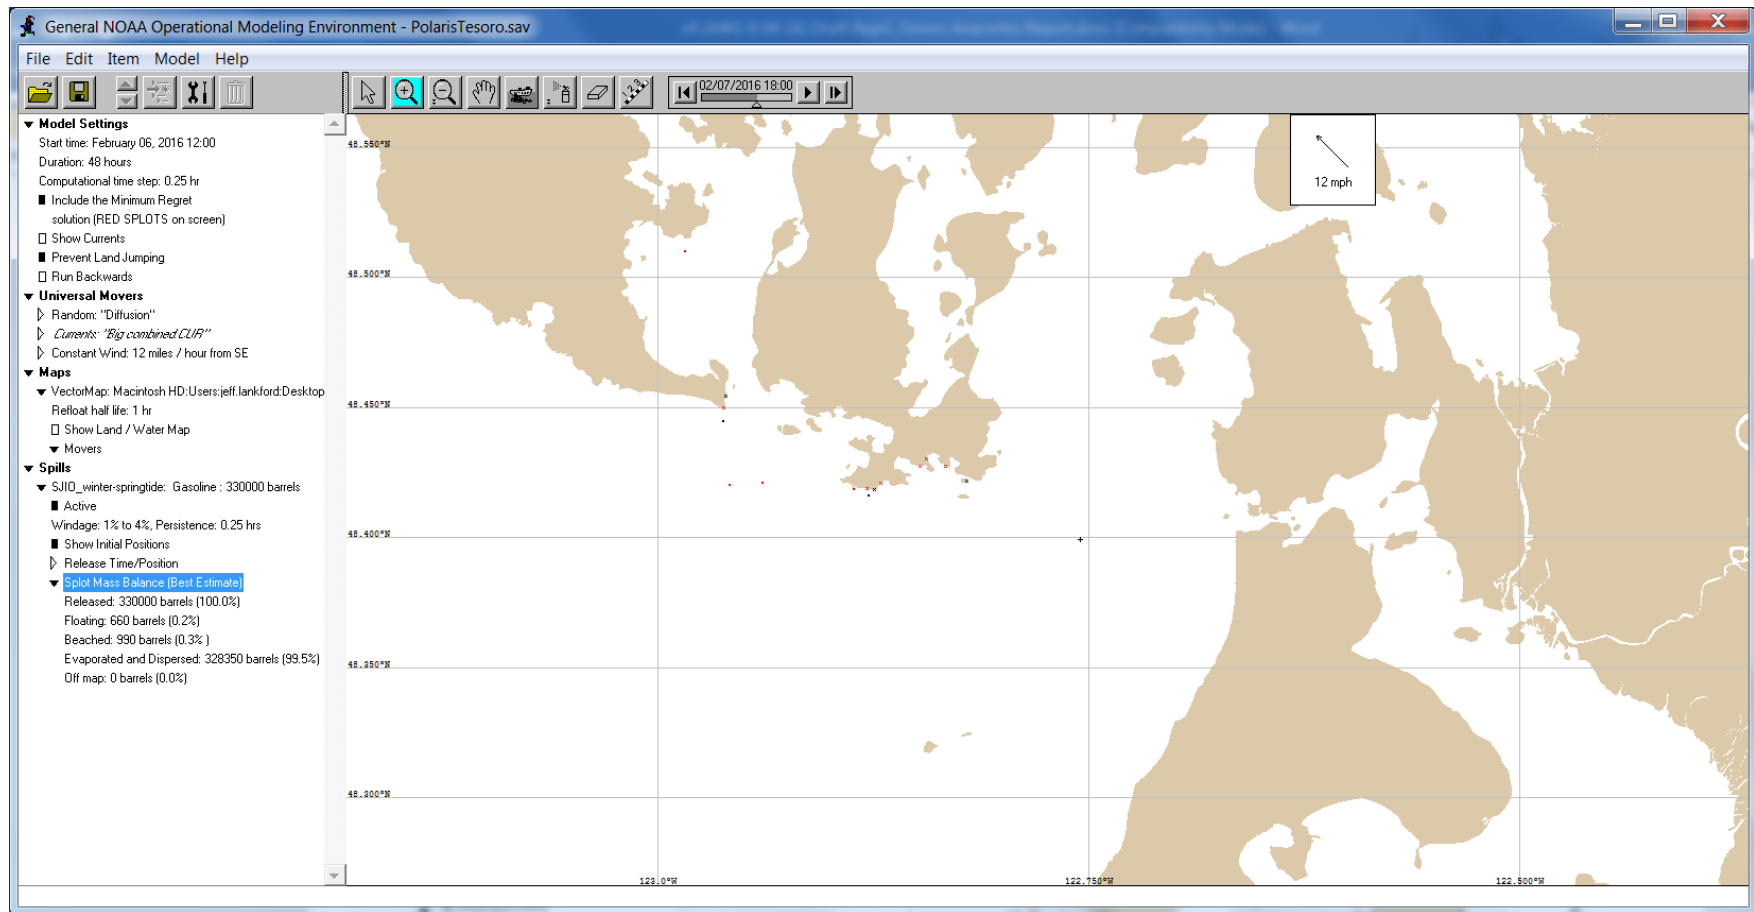 General NOAA Operational Modeling Environment - PolarisTesoro.sav
File Edit Item Model Help
02/07/2016 18:00
Model Settings
Start time: February 06, 2016 12:00
Duration: 48 hours
Computational time step: 0.25 hr
Include the Minimum Regret
solution (RED SPLOTS on screen)
Show Currents
Prevent Land Jumping
Run Backwards
Universal Movers
Random: "Diffusion"
Currents: "Big combined.CUR"
Constant Wind: 12 miles / hour from SE
Maps
VectorMap: Macintosh HD:Users:jeff.lankford:Desktop
Refloat half life: 1 hr
Show Land / Water Map
Movers
Spills
SJIO_winter-springtide: Gasoline : 330000 barrels
Active
Windage: 1% to 4%, Persistence: 0.25 hrs
Show Initial Positions
Release Time/Position
Splot Mass Balance (Best Estimate)
Released: 330000 barrels (100.0%)
Floating: 660 barrels (0.2%)
Beached: 990 barrels (0.3% )
Evaporated and Dispersed: 328350 barrels (99.5%)
Off map: 0 barrels (0.0%)
12 mph
48.550°N
48.500°N
48.450°N
48.400°N
48.350°N
48.300°N
123.0°W
122.750°W
122.500°W